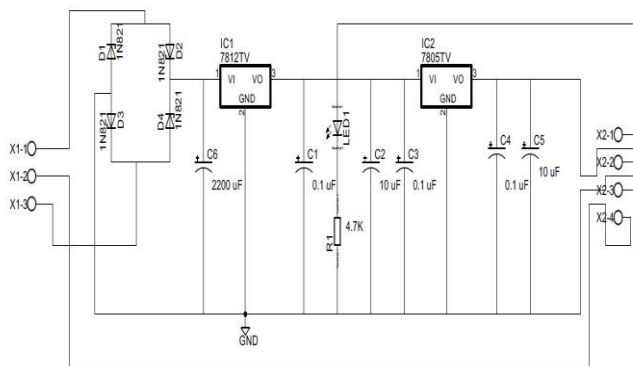 IC1
7812TV
IC2
7805TV
D1
1N821
D2
1N821
1 VI VO 3
GND
2
1 VI VO 3
GND
2
D3
1N821
D4
1N821
LED1
X1-1
X1-2
X1-3
C6
2200 uF
C1
0.1 uF
C2
10 uF
C3
0.1 uF
C4
0.1 uF
C5
10 uF
R1
4.7K
X2-1
X2-2
X2-3
X2-4
GND